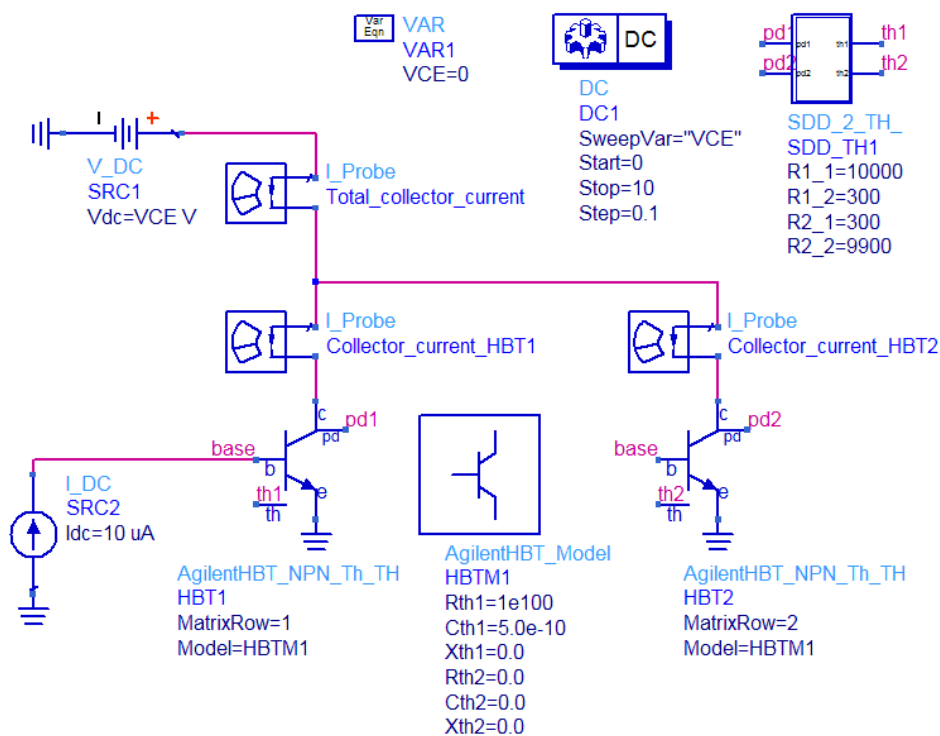 Var
Eqn
VAR
VAR1
VCE=0
DC
DC
DC1
SweepVar="VCE"
Start=0
Stop=10
Step=0.1
pd1
pd2
pd1
pd2
th1
th2
th1
th2
SDD_2_TH_
SDD_TH1
R1_1=10000
R1_2=300
R2_1=300
R2_2=9900
+
V_DC
SRC1
Vdc=VCE V
I_Probe
Total_collector_current
I_Probe
Collector_current_HBT1
I_Probe
Collector_current_HBT2
c
pd1
pd
base
b
th1
th
e
I_DC
SRC2
Idc=10 uA
AgilentHBT_NPN_Th_TH
HBT1
MatrixRow=1
Model=HBTM1
AgilentHBT_Model
HBTM1
Rth1=1e100
Cth1=5.0e-10
Xth1=0.0
Rth2=0.0
Cth2=0.0
Xth2=0.0
c
pd2
pd
base
b
th2
th
e
AgilentHBT_NPN_Th_TH
HBT2
MatrixRow=2
Model=HBTM1